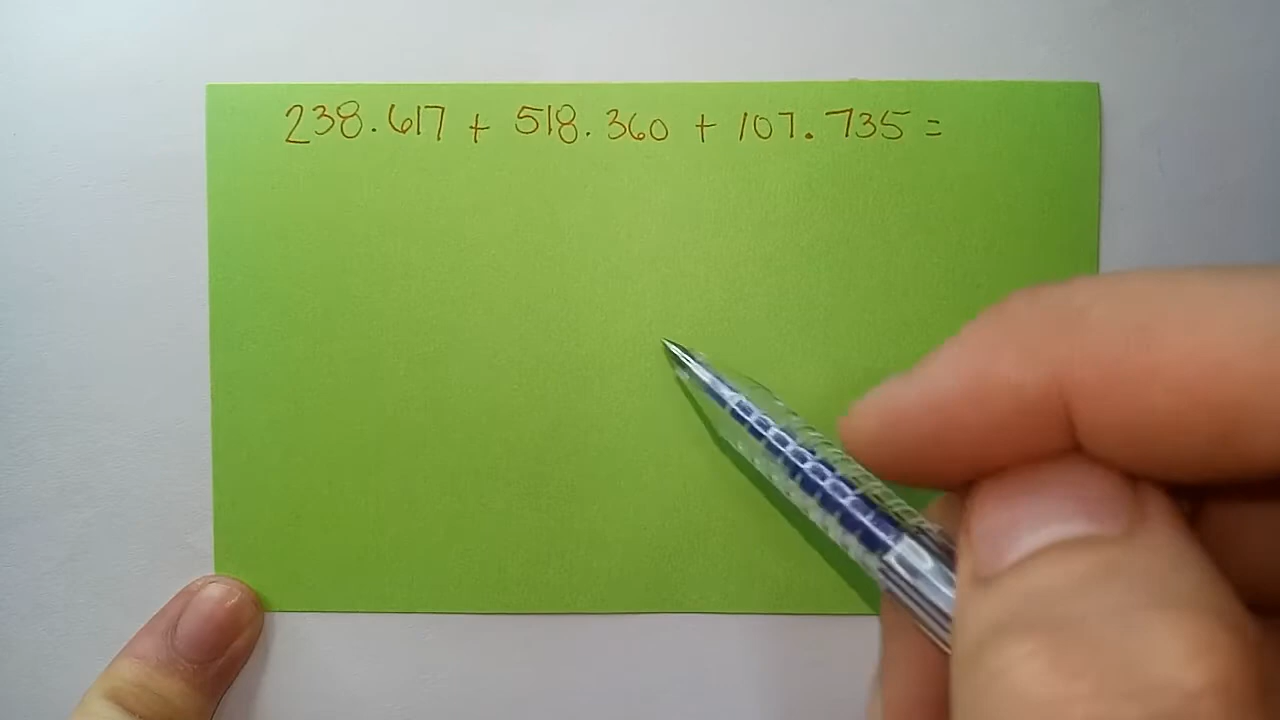 238.617 + 518.360 + 107.735 =